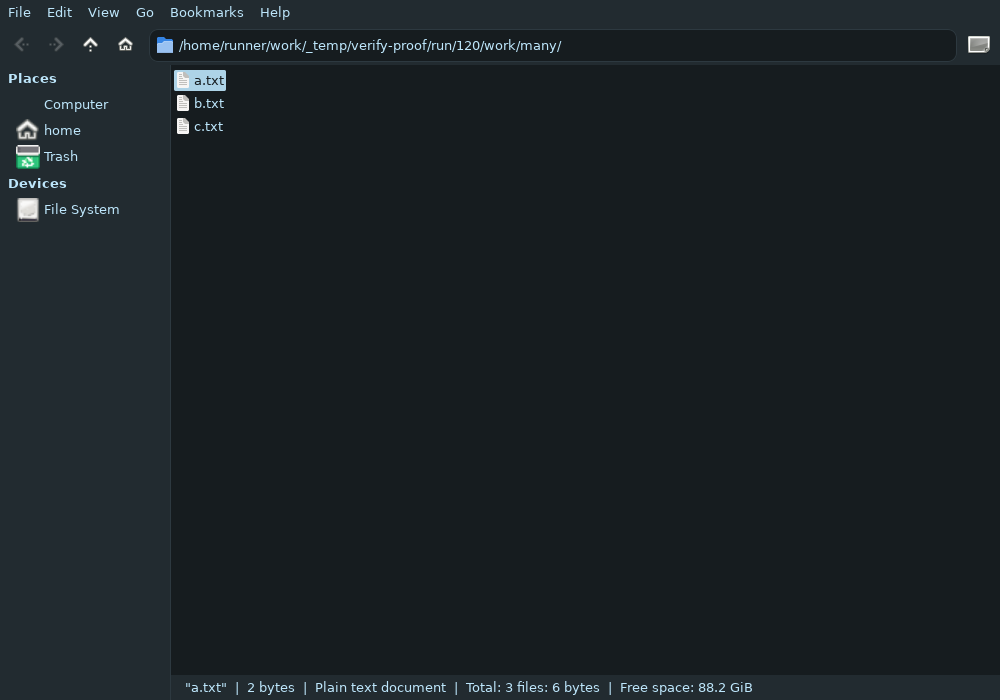 File Edit View Go Bookmarks Help
/home/runner/work/_temp/verify-proof/run/120/work/many/
Places
Computer
home
Trash
Devices
File System
a.txt
b.txt
c.txt
"a.txt" | 2 bytes | Plain text document | Total: 3 files: 6 bytes | Free space: 88.2 GiB